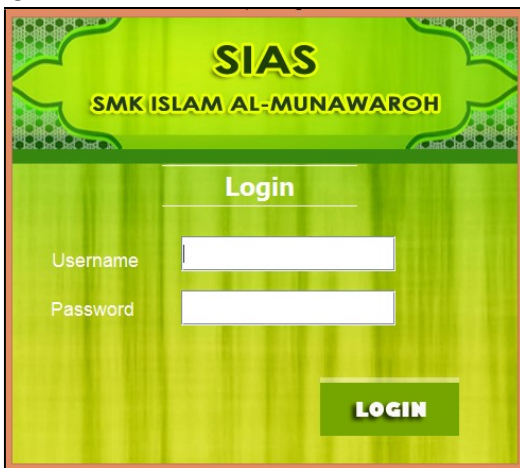 SIAS
SMK ISLAM AL-MUNAWAROH
Login
Username
Password
LOGIN